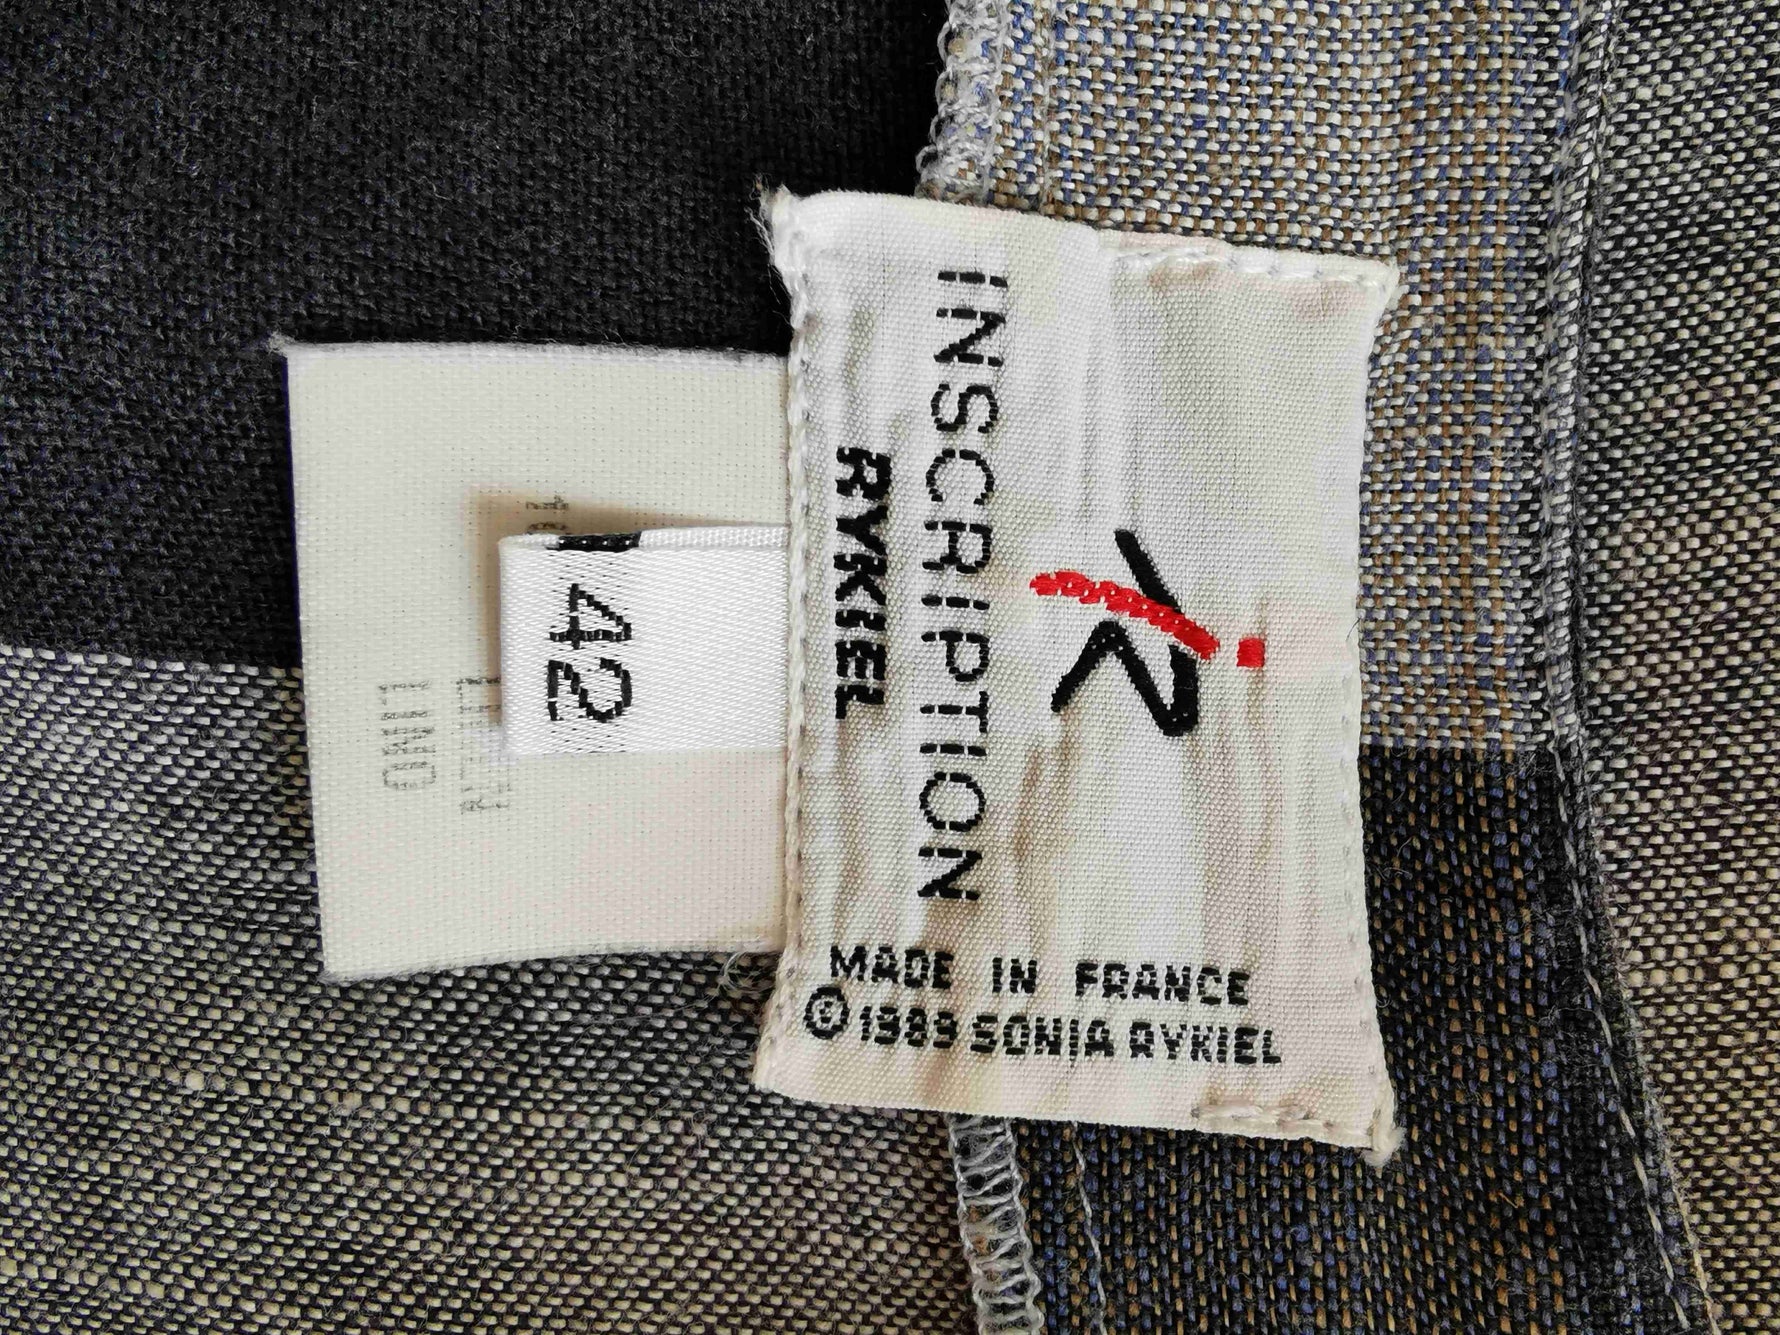 INSCRIPTION
RYKIEL
MADE IN FRANCE
©1989 SONIA RYKIEL
42
LINO